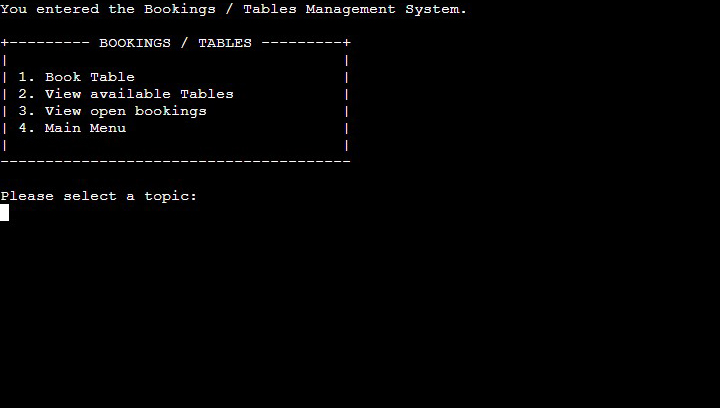 You entered the Bookings / Tables Management System.
+--------- BOOKINGS / TABLES ---------+
| |
| 1. Book Table |
| 2. View available Tables |
| 3. View open bookings |
| 4. Main Menu |
| |
---------------------------------------
Please select a topic: